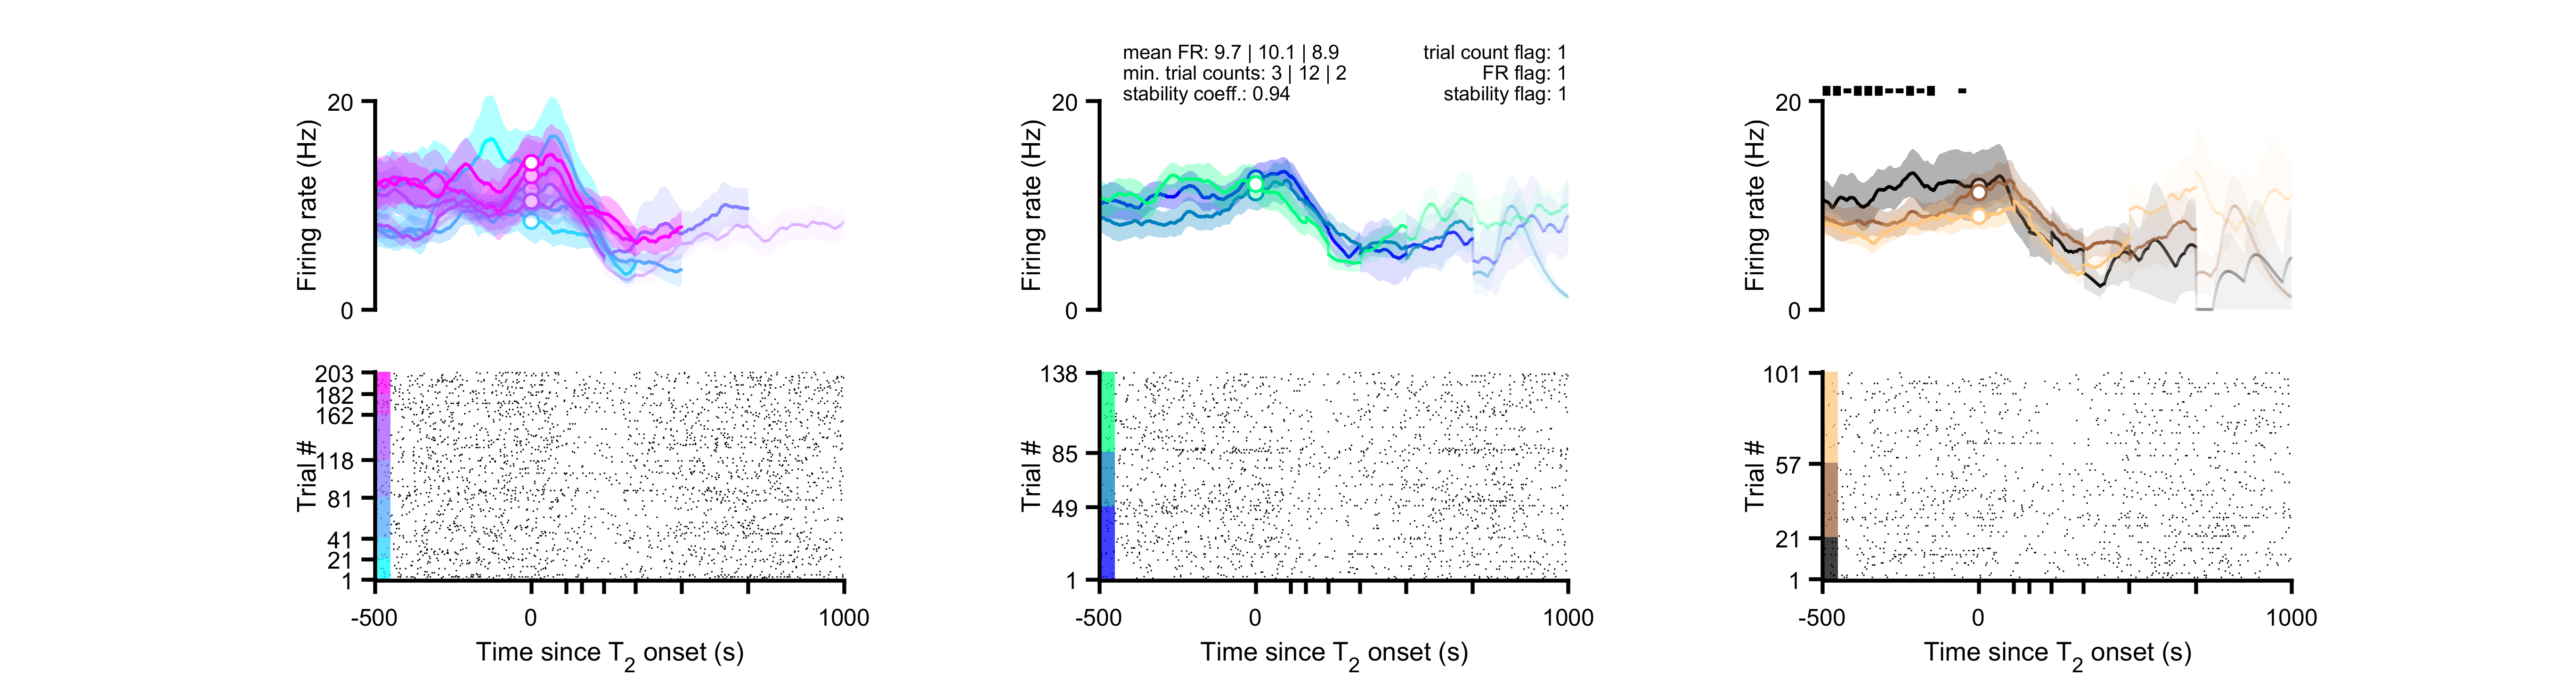 mean FR: 9.7 | 10.1 | 8.9
min. trial counts: 3 | 12 | 2
stability coeff.: 0.94
trial count flag: 1
FR flag: 1
stability flag: 1
Firing rate (Hz)
20
0
Firing rate (Hz)
20
0
Firing rate (Hz)
20
0
Trial #
203
182
162
118
81
41
21
1
-500
0
1000
Time since T2 onset (s)
Trial #
138
85
49
1
-500
0
1000
Time since T2 onset (s)
Trial #
101
57
21
1
-500
0
1000
Time since T2 onset (s)